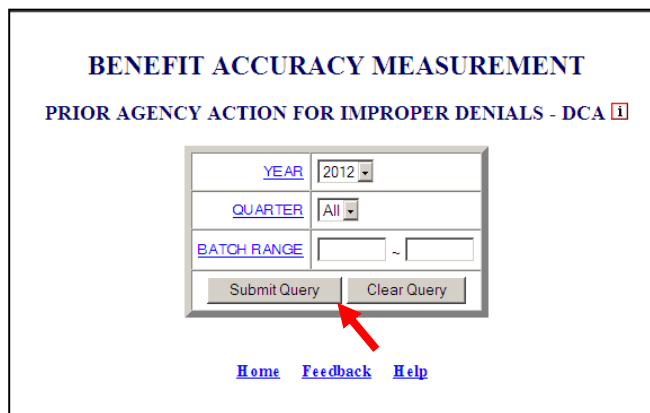 BENEFIT ACCURACY MEASUREMENT
PRIOR AGENCY ACTION FOR IMPROPER DENIALS - DCA i
YEAR 2012
QUARTER All
BATCH RANGE ~
Submit Query Clear Query
Home Feedback Help